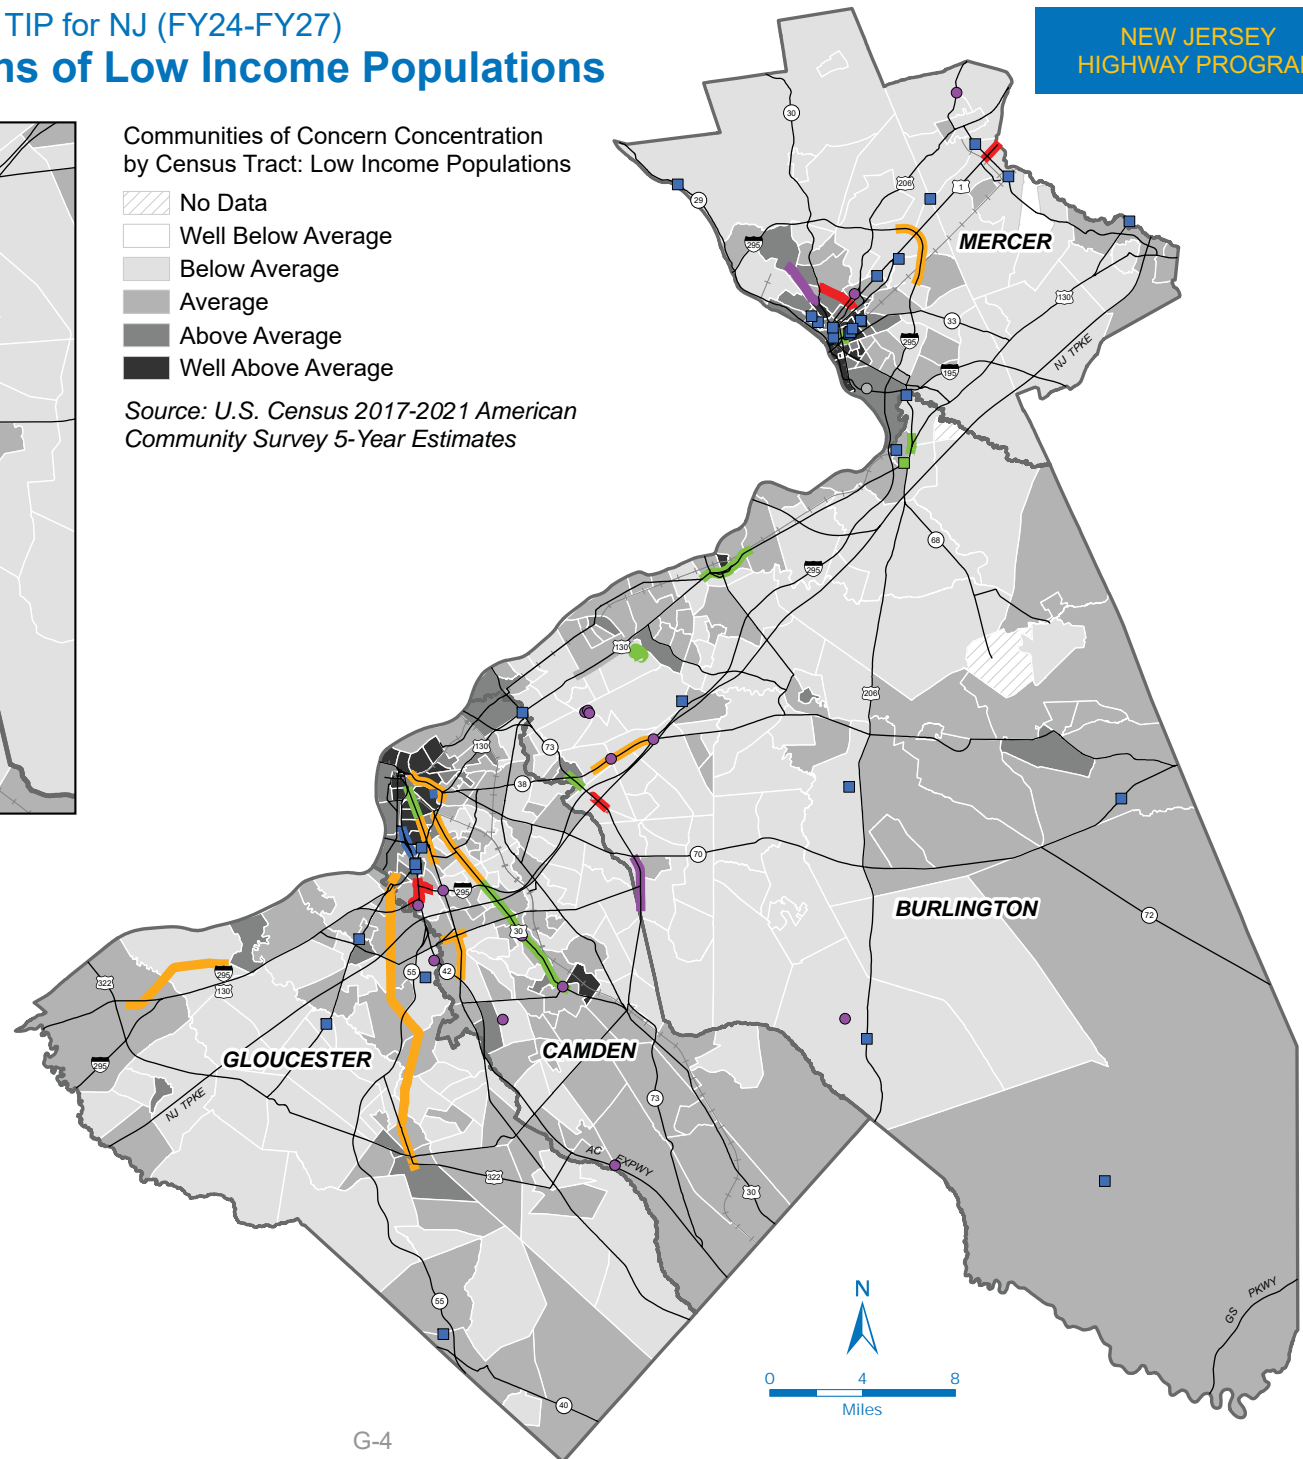 TIP for NJ (FY24-FY27)
ns of Low Income Populations
NEW JERSEY
HIGHWAY PROGRA
Communities of Concern Concentration
by Census Tract: Low Income Populations
No Data
Well Below Average
Below Average
Average
Above Average
Well Above Average
Source: U.S. Census 2017-2021 American
Community Survey 5-Year Estimates
30
206
1
29
295
MERCER
130
33
295
195
NJ TPKE
68
295
130
206
130
73
38
70
295
BURLINGTON
72
30
322
295
130
55
42
295
GLOUCESTER
CAMDEN
NJ TPKE
73
AC EXPWY
322
30
55
GS PKWY
40
N
0 4 8
Miles
G-4